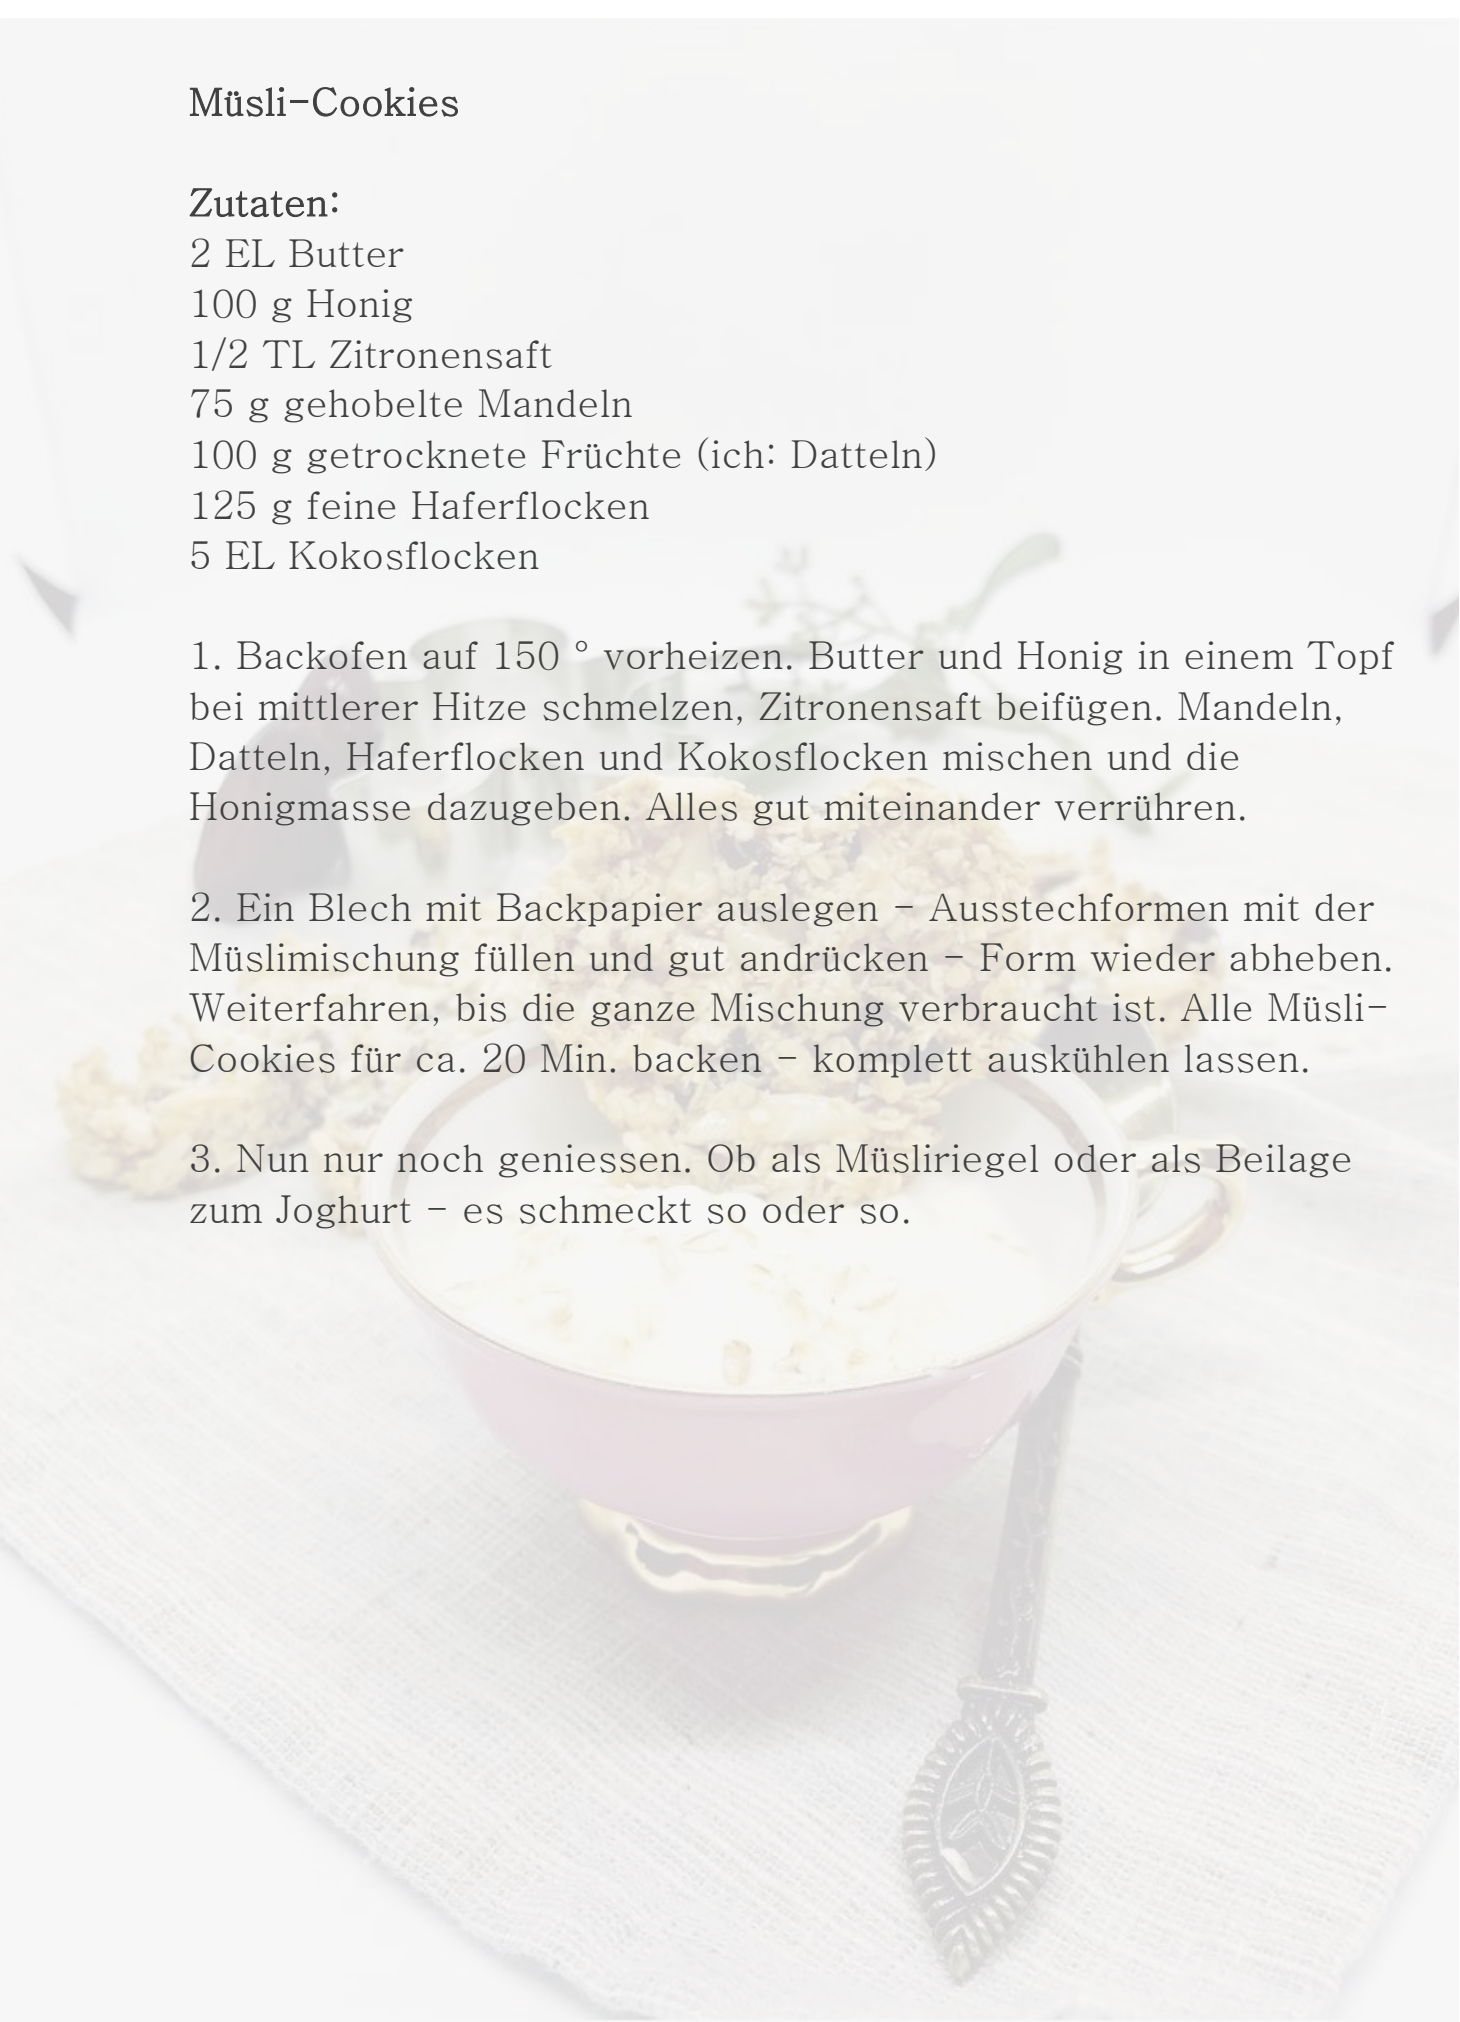 Müsli-Cookies
Zutaten:
2 EL Butter
100 g Honig
1/2 TL Zitronensaft
75 g gehobelte Mandeln
100 g getrocknete Früchte (ich: Datteln)
125 g feine Haferflocken
5 EL Kokosflocken
1. Backofen auf 150 ° vorheizen. Butter und Honig in einem Topf
bei mittlerer Hitze schmelzen, Zitronensaft beifügen. Mandeln,
Datteln, Haferflocken und Kokosflocken mischen und die
Honigmasse dazugeben. Alles gut miteinander verrühren.
2. Ein Blech mit Backpapier auslegen - Ausstechformen mit der
Müslimischung füllen und gut andrücken - Form wieder abheben.
Weiterfahren, bis die ganze Mischung verbraucht ist. Alle Müsli-
Cookies für ca. 20 Min. backen - komplett auskühlen lassen.
3. Nun nur noch geniessen. Ob als Müsliriegel oder als Beilage
zum Joghurt - es schmeckt so oder so.